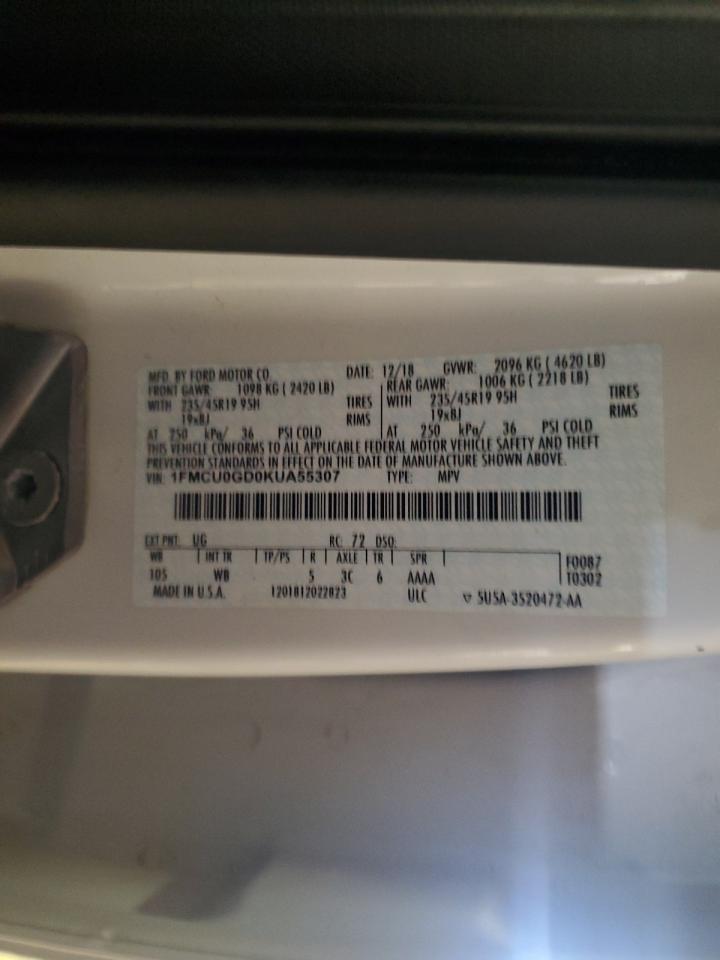 MFD. BY FORD MOTOR CO. DATE: 12/18 GVWR: 2096 KG ( 4620 LB)
FRONT GAWR: 1098 KG ( 2420 LB) REAR GAWR: 1006 KG ( 2218 LB)
WITH 235/45R19 95H TIRES WITH 235/45R19 95H TIRES
19x8J RIMS 19x8J RIMS
AT 250 kPa/ 36 PSI COLD AT 250 kPa/ 36 PSI COLD
THIS VEHICLE CONFORMS TO ALL APPLICABLE FEDERAL MOTOR VEHICLE SAFETY AND THEFT
PREVENTION STANDARDS IN EFFECT ON THE DATE OF MANUFACTURE SHOWN ABOVE.
VIN: 1FMCU0GD0KUA55307 TYPE: MPV
EXT PNT: UG RC: 72 DSO:
WB INT TR TP/PS R AXLE TR SPR F0087
105 WB 5 3C 6 AAAA T0302
MADE IN U.S.A. 1201812022823 ULC ▽ 5U5A-3520472-AA